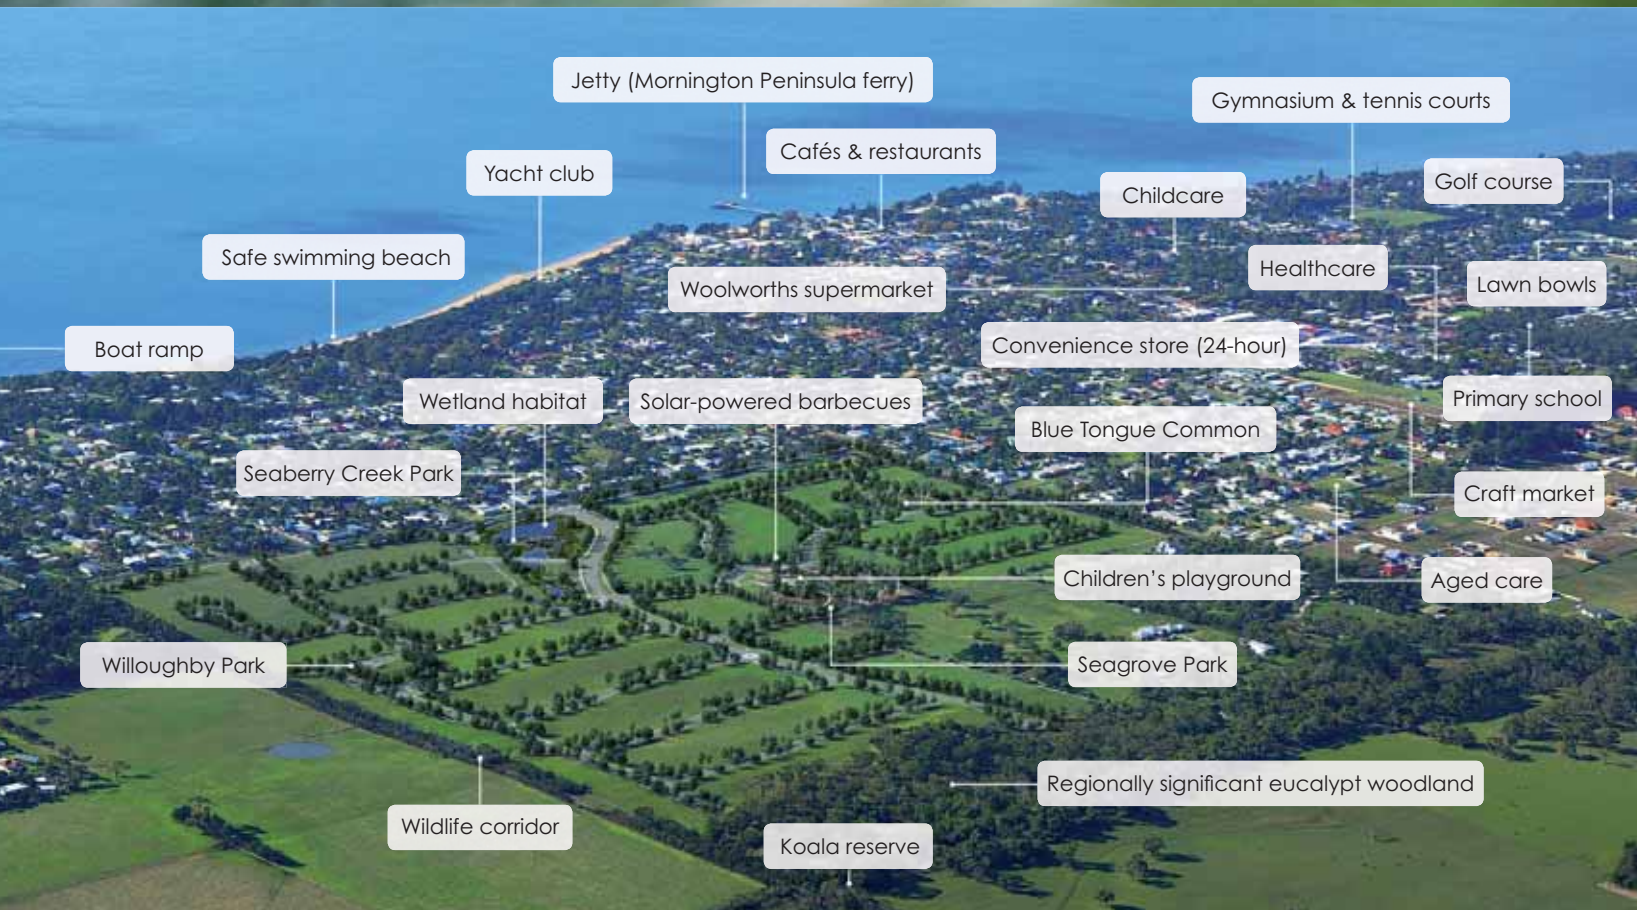 Jetty (Mornington Peninsula ferry)
Gymnasium & tennis courts
Cafés & restaurants
Yacht club
Golf course
Childcare
Safe swimming beach
Healthcare
Woolworths supermarket
Lawn bowls
Boat ramp
Convenience store (24-hour)
Wetland habitat
Solar-powered barbecues
Primary school
Blue Tongue Common
Seaberry Creek Park
Craft market
Children’s playground
Aged care
Willoughby Park
Seagrove Park
Regionally significant eucalypt woodland
Wildlife corridor
Koala reserve